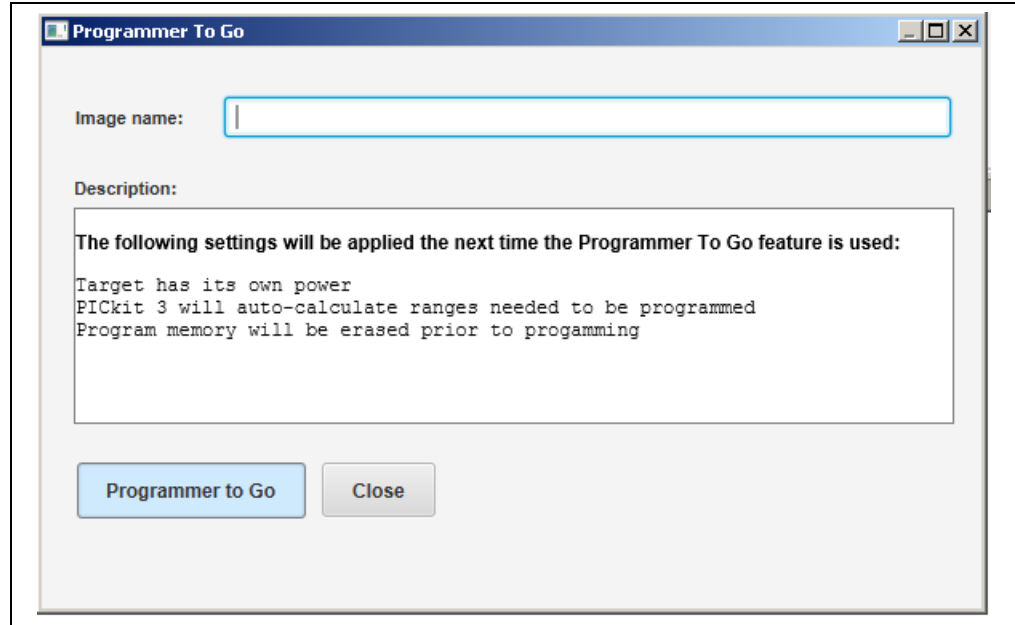 Programmer To Go
Image name:
Description:
The following settings will be applied the next time the Programmer To Go feature is used:
Target has its own power
PICkit 3 will auto-calculate ranges needed to be programmed
Program memory will be erased prior to progamming
Programmer to Go
Close